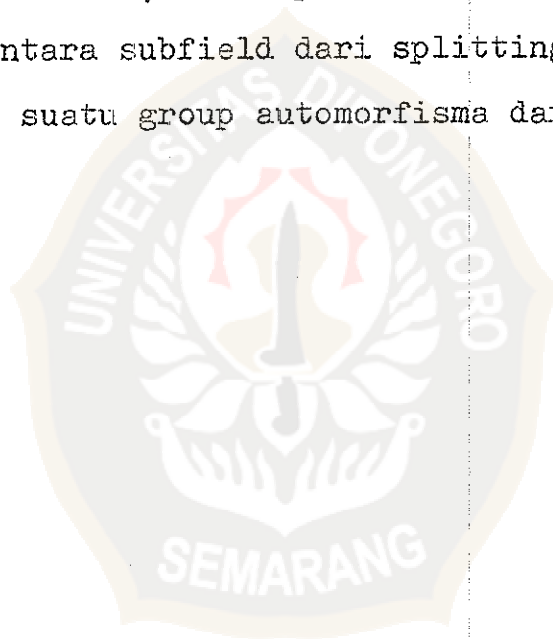 ntara subfield dari splitting
suatu group automorfisma da
UNIVERSITAS DIPONEGORO
SEMARANG